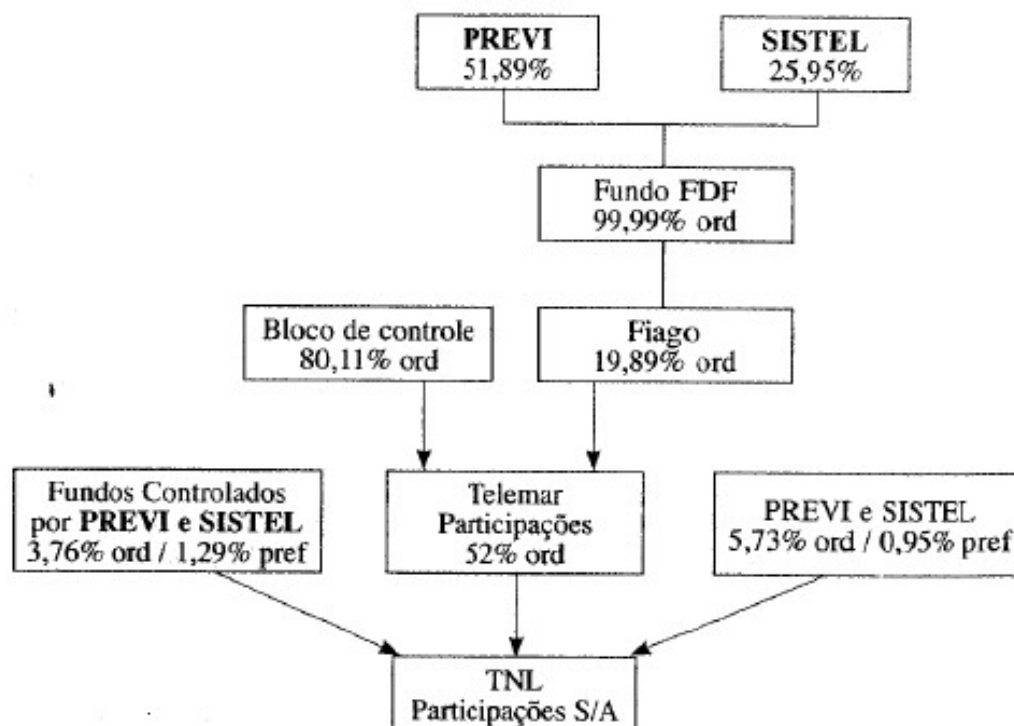 PREVI
51,89%
SISTEL
25,95%
Fundo FDF
99,99% ord
Bloco de controle
80,11% ord
Fiago
19,89% ord
Fundos Controlados
por PREVI e SISTEL
3,76% ord / 1,29% pref
Telemar
Participações
52% ord
PREVI e SISTEL
5,73% ord / 0,95% pref
TNL
Participações S/A